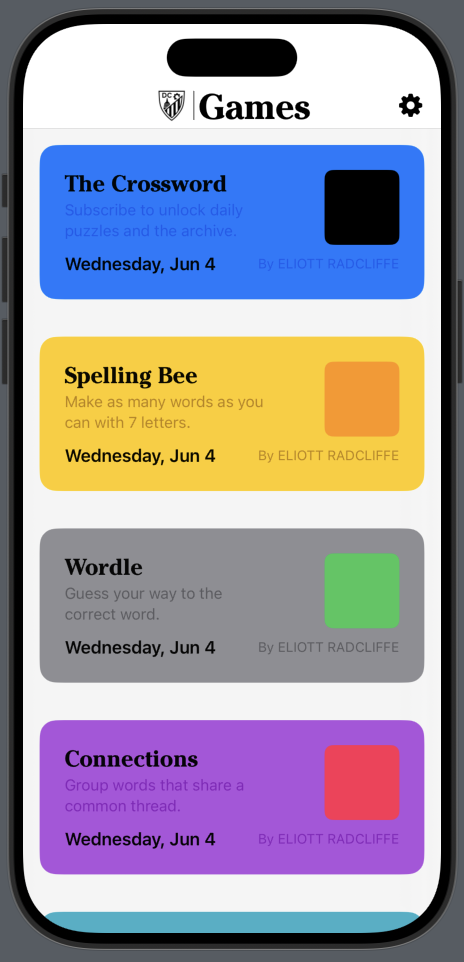 DC
Games
The Crossword
Subscribe to unlock daily
puzzles and the archive.
Wednesday, Jun 4
By ELIOTT RADCLIFFE
Spelling Bee
Make as many words as you
can with 7 letters.
Wednesday, Jun 4
By ELIOTT RADCLIFFE
Wordle
Guess your way to the
correct word.
Wednesday, Jun 4
By ELIOTT RADCLIFFE
Connections
Group words that share a
common thread.
Wednesday, Jun 4
By ELIOTT RADCLIFFE